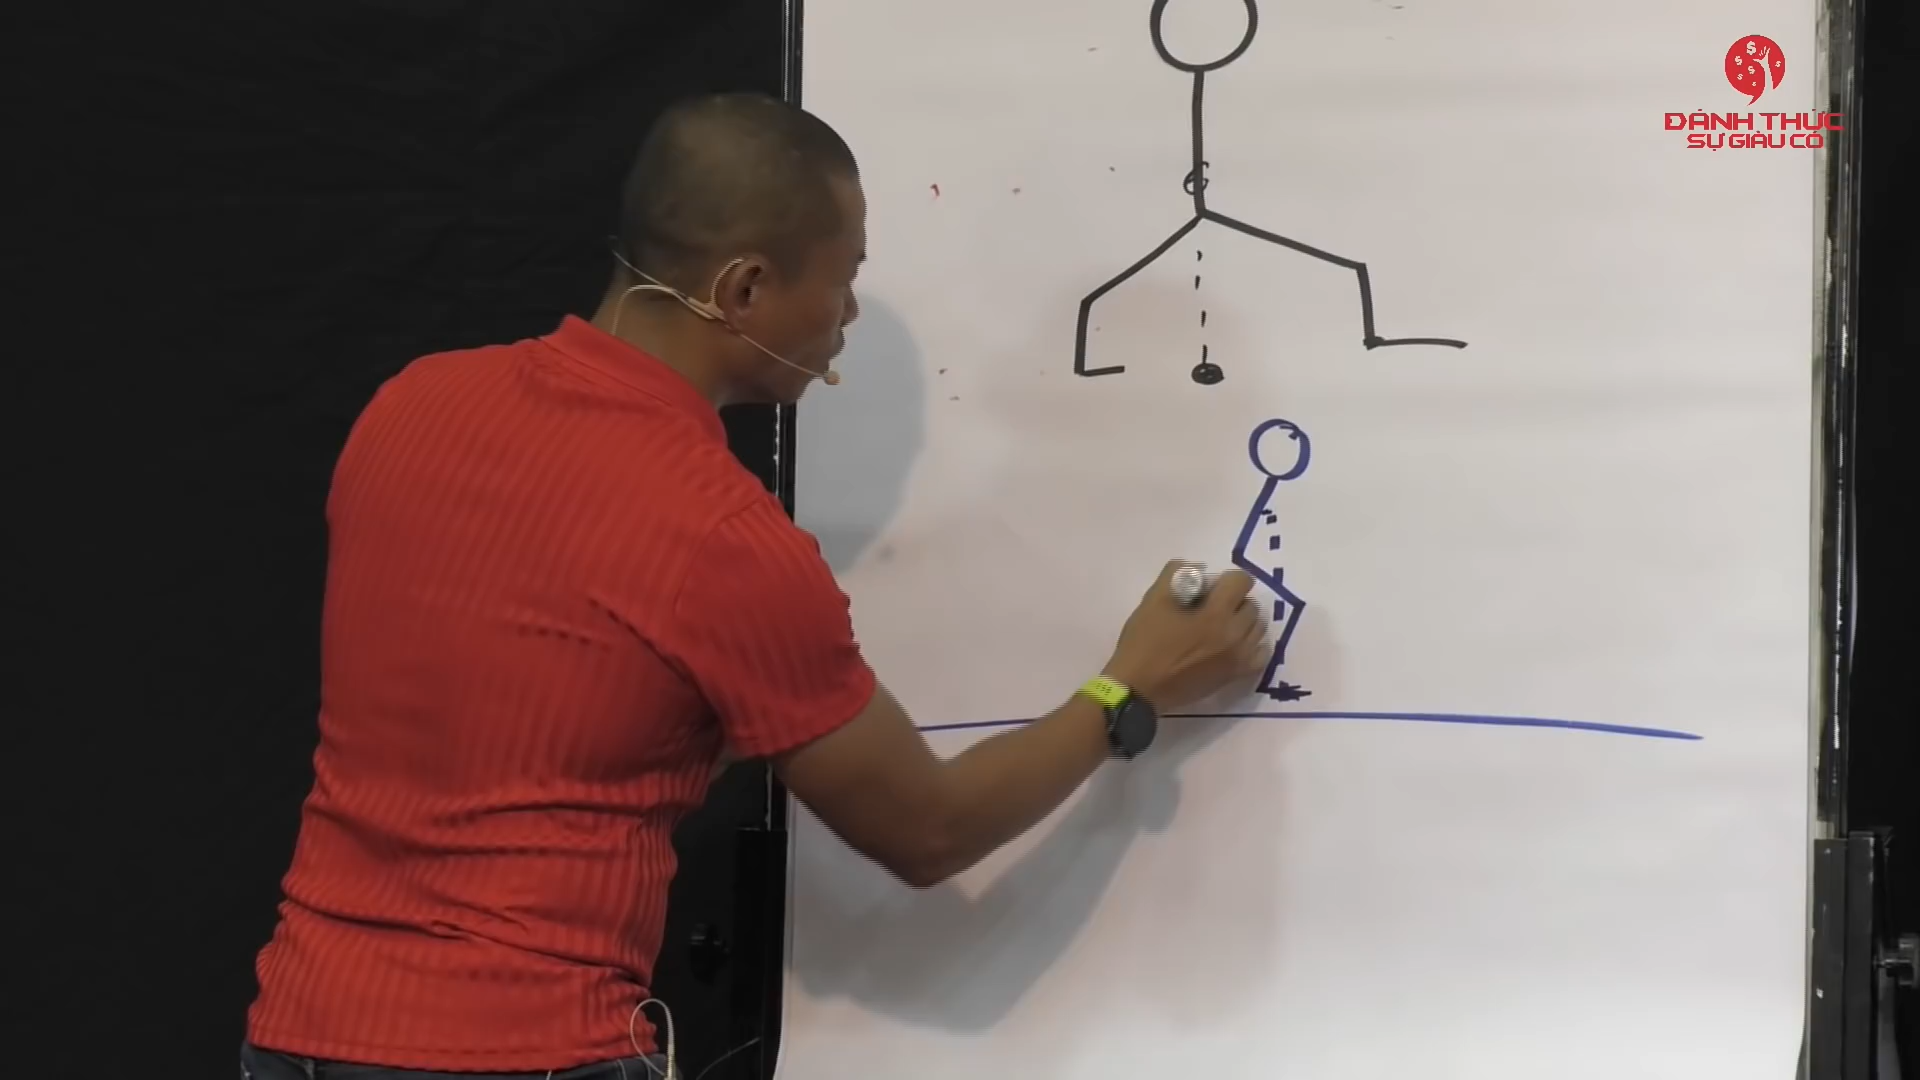 ĐÁNH THỨC
SỰ GIÀU CÓ
G